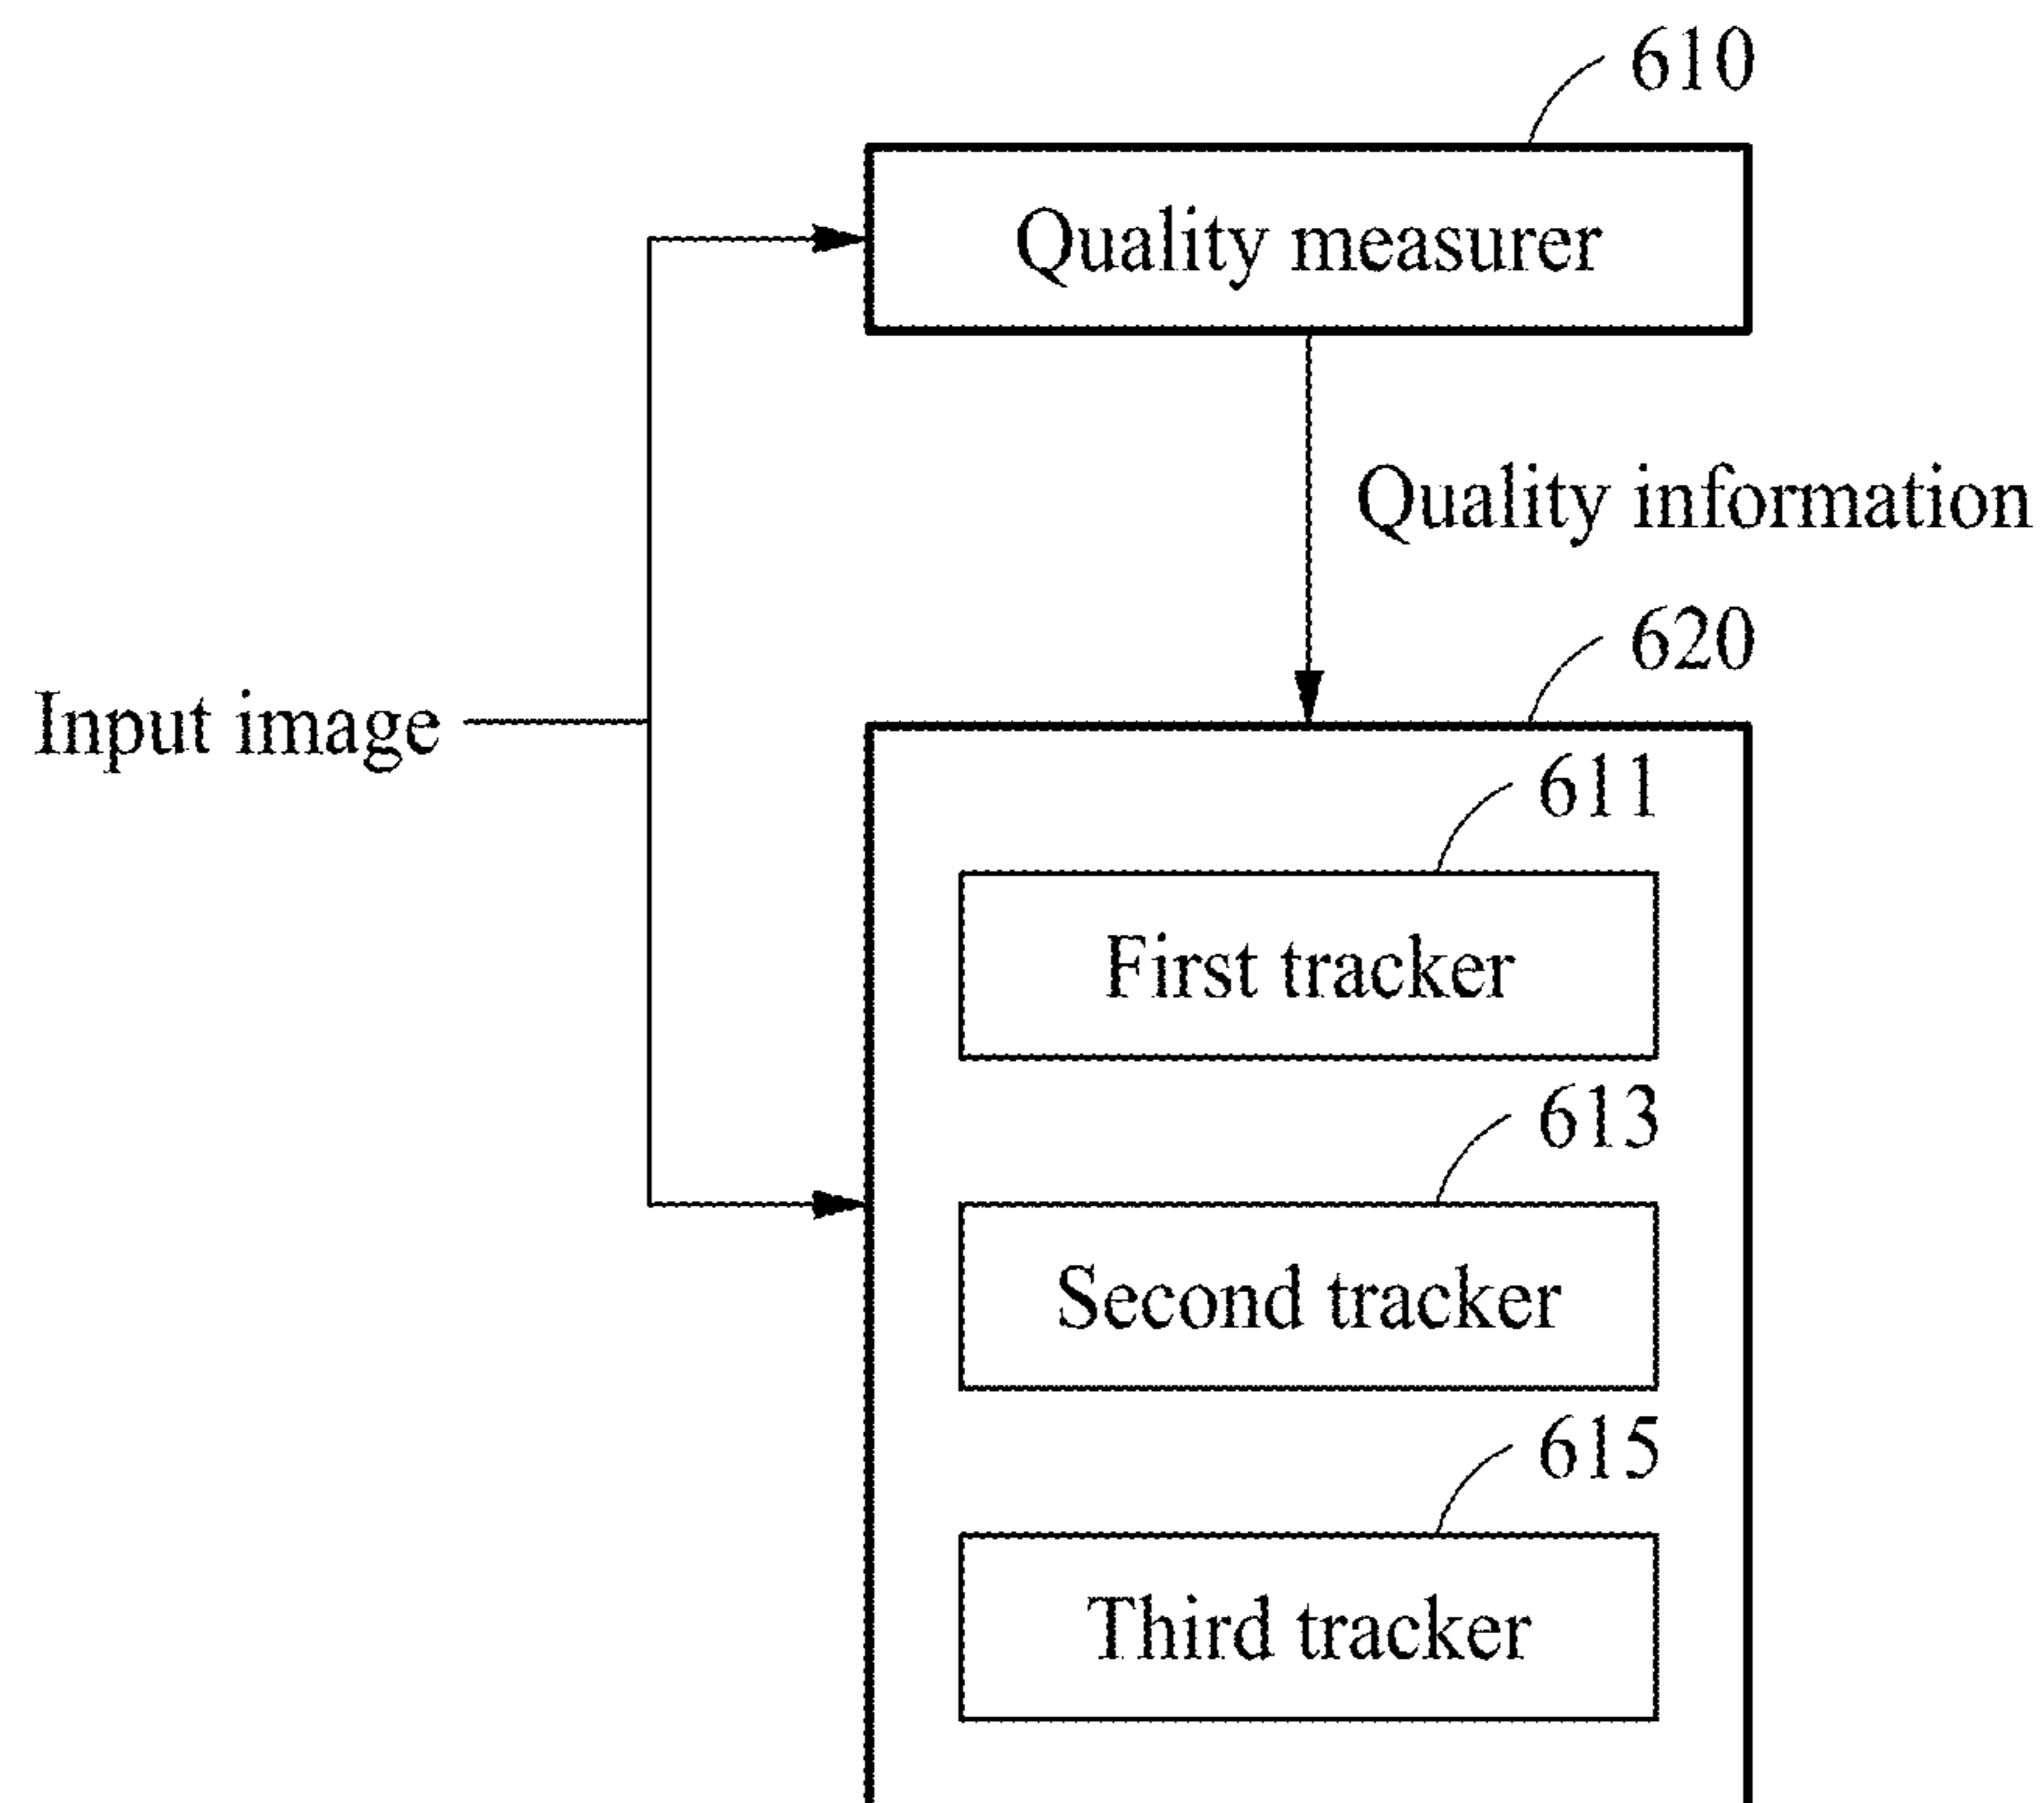 610
Quality measurer
Quality information
620
Input image
611
First tracker
613
Second tracker
615
Third tracker